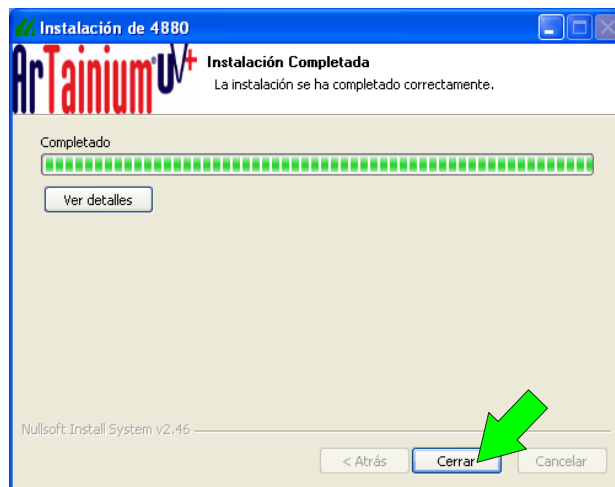 Instalación de 4880
ArTainium UV+
Instalación Completada
La instalación se ha completado correctamente.
Completado
Ver detalles
Nullsoft Install System v2.46
< Atrás
Cerrar
Cancelar